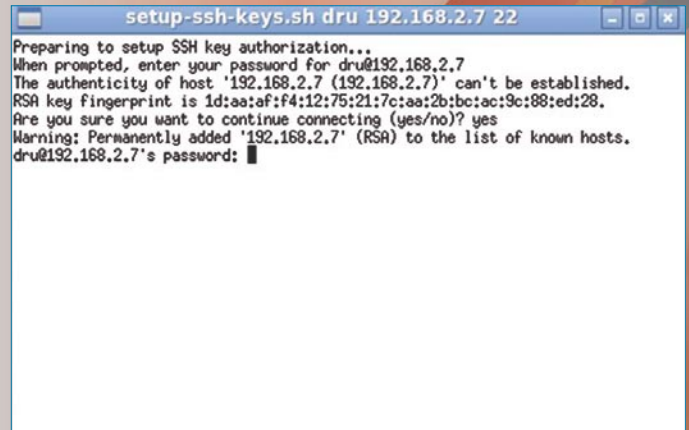 setup-ssh-keys.sh dru 192.168.2.7 22
Preparing to setup SSH key authorization...
When prompted, enter your password for dru@192.168.2.7
The authenticity of host '192.168.2.7 (192.168.2.7)' can't be established.
RSA key fingerprint is 1d:aa:af:f4:12:75:21:7c:aa:2b:bc:ac:9c:88:ed:28.
Are you sure you want to continue connecting (yes/no)? yes
Warning: Permanently added '192.168.2.7' (RSA) to the list of known hosts.
dru@192.168.2.7's password: